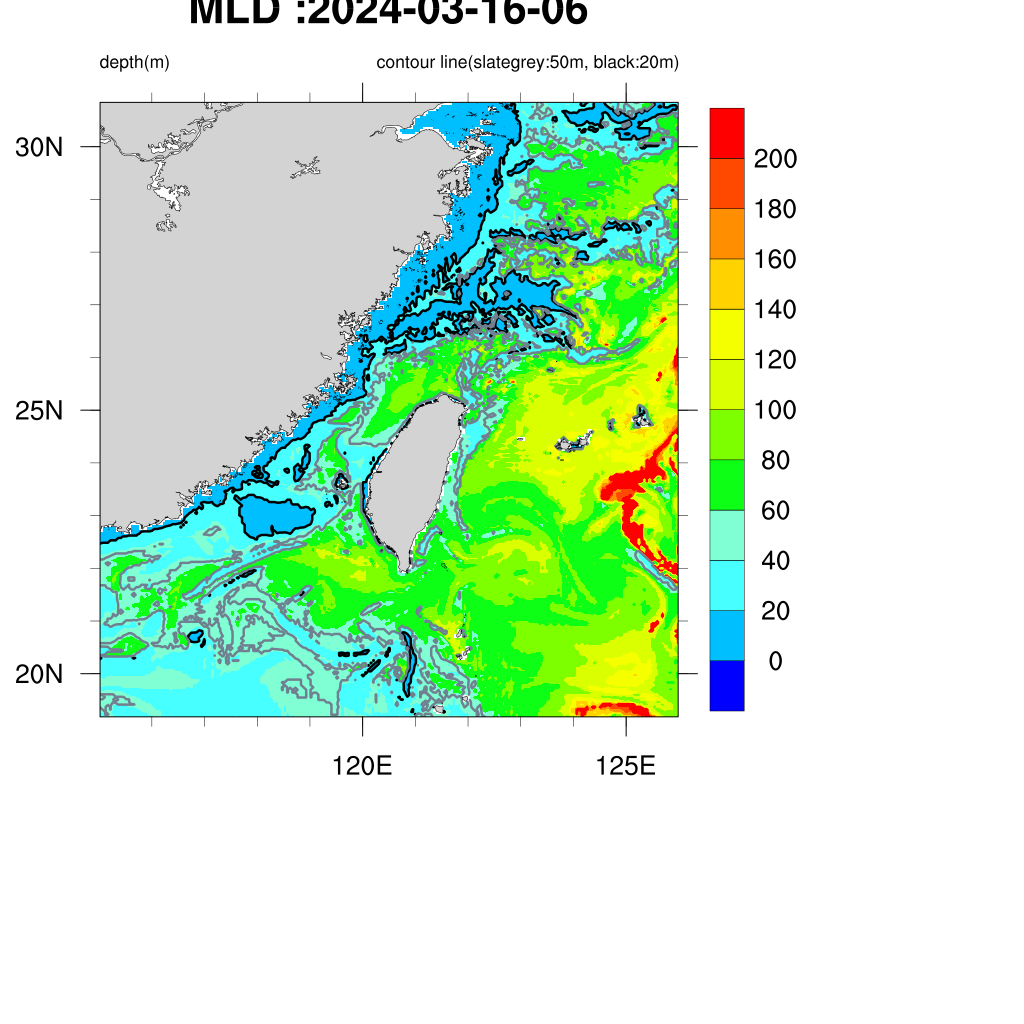 MLD :2024-03-16-06
depth(m)
contour line(slategrey:50m, black:20m)
30N
25N
20N
120E
125E
200
180
160
140
120
100
80
60
40
20
0